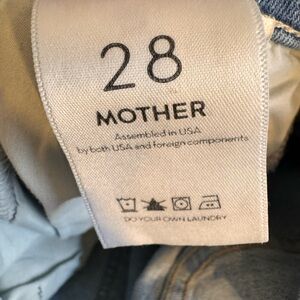 28
MOTHER
Assembled in USA
by both USA and foreign components
DO YOUR OWN LAUNDRY